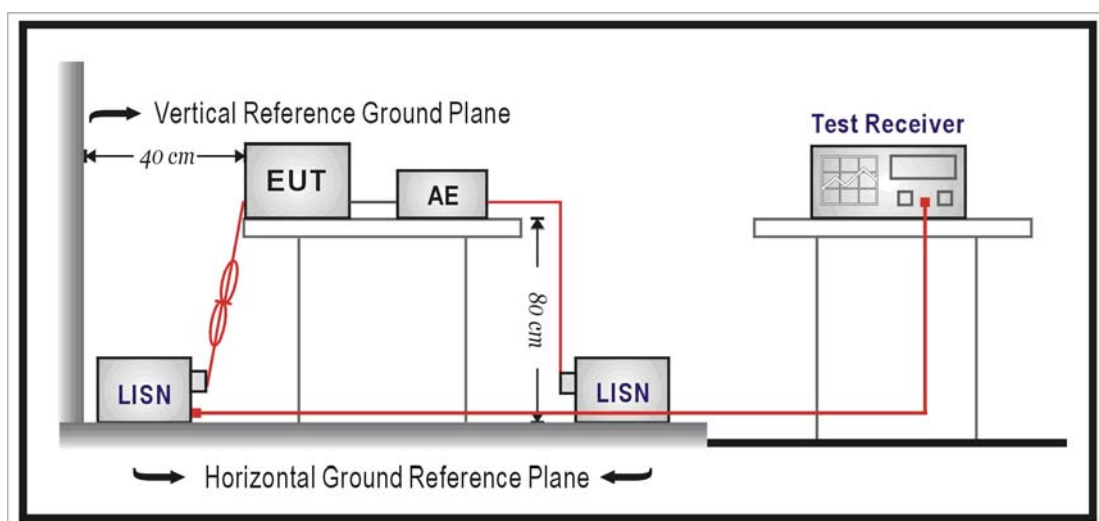 Vertical Reference Ground Plane
Test Receiver
40 cm
EUT
AE
80 cm
LISN
LISN
Horizontal Ground Reference Plane